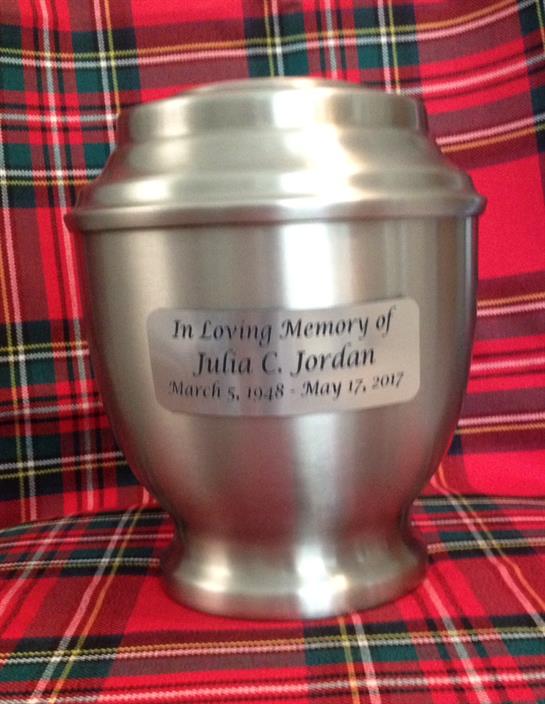 In Loving Memory of
Julia C. Jordan
March 5, 1948 - May 17, 2017